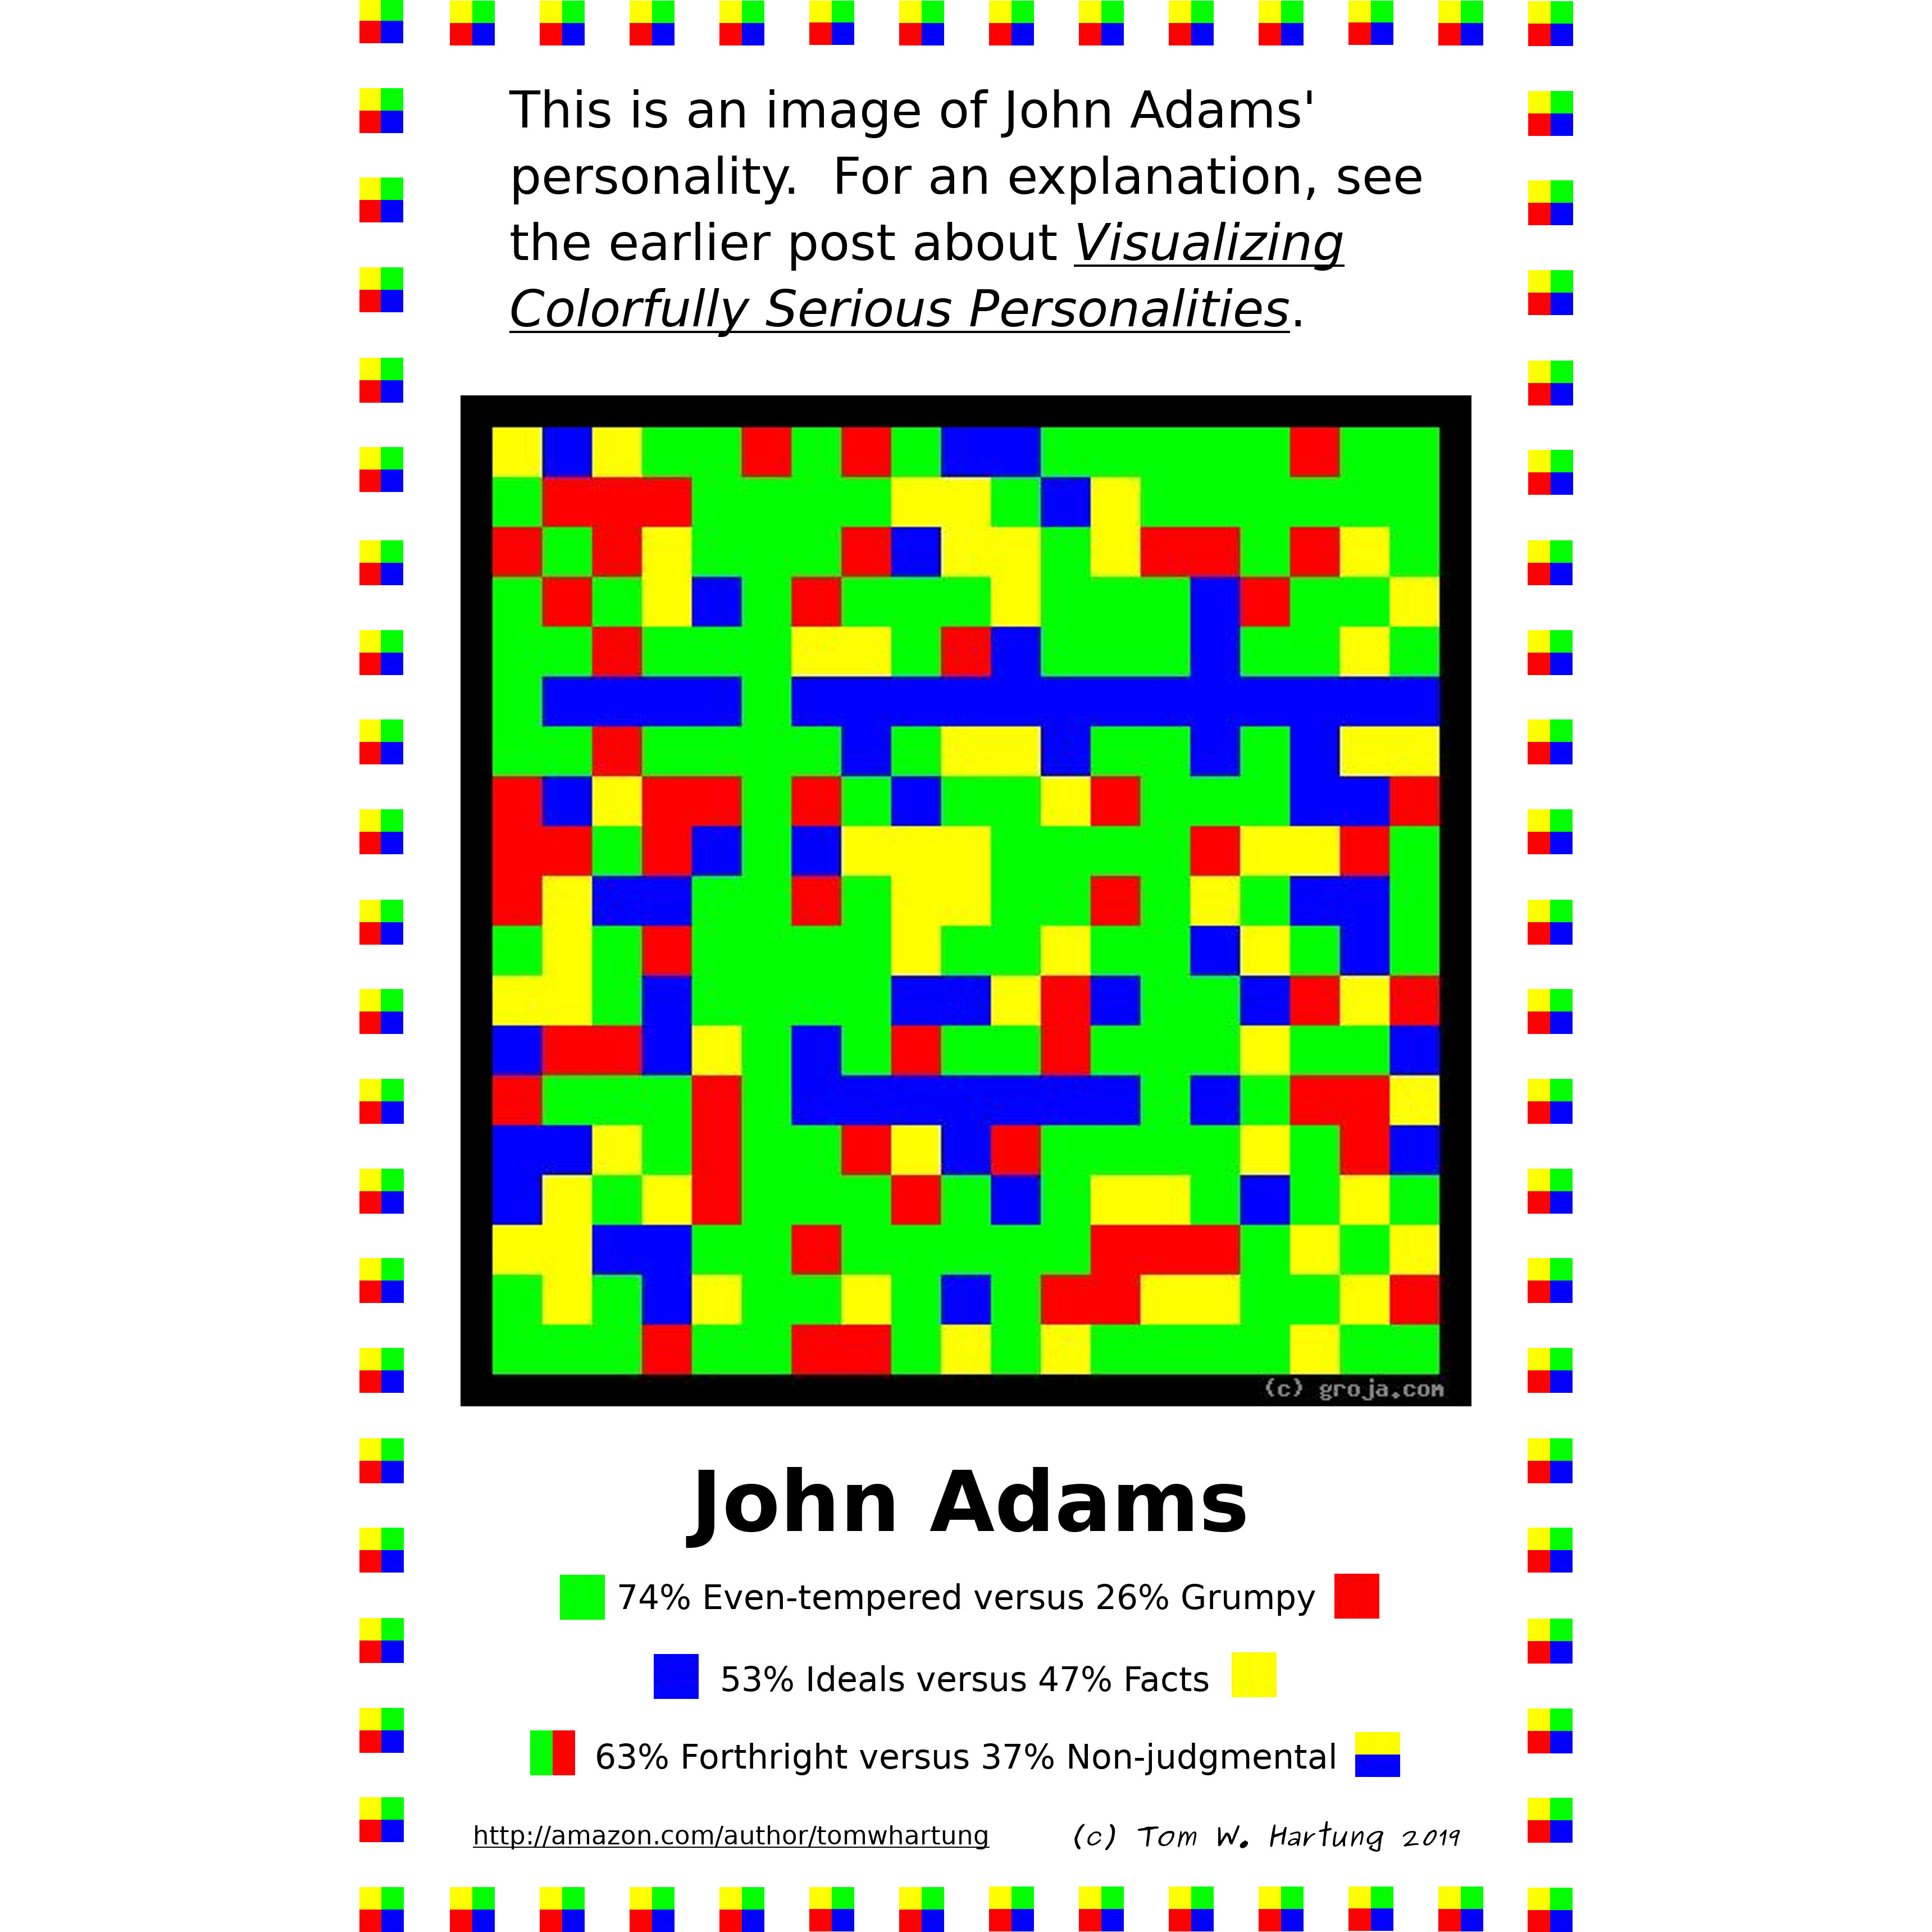 This is an image of John Adams'
personality.  For an explanation, see
the earlier post about Visualizing
Colorfully Serious Personalities.
(c) groja.com
John Adams
74% Even-tempered versus 26% Grumpy
53% Ideals versus 47% Facts
63% Forthright versus 37% Non-judgmental
http://amazon.com/author/tomwhartung
(c) Tom W. Hartung 2019